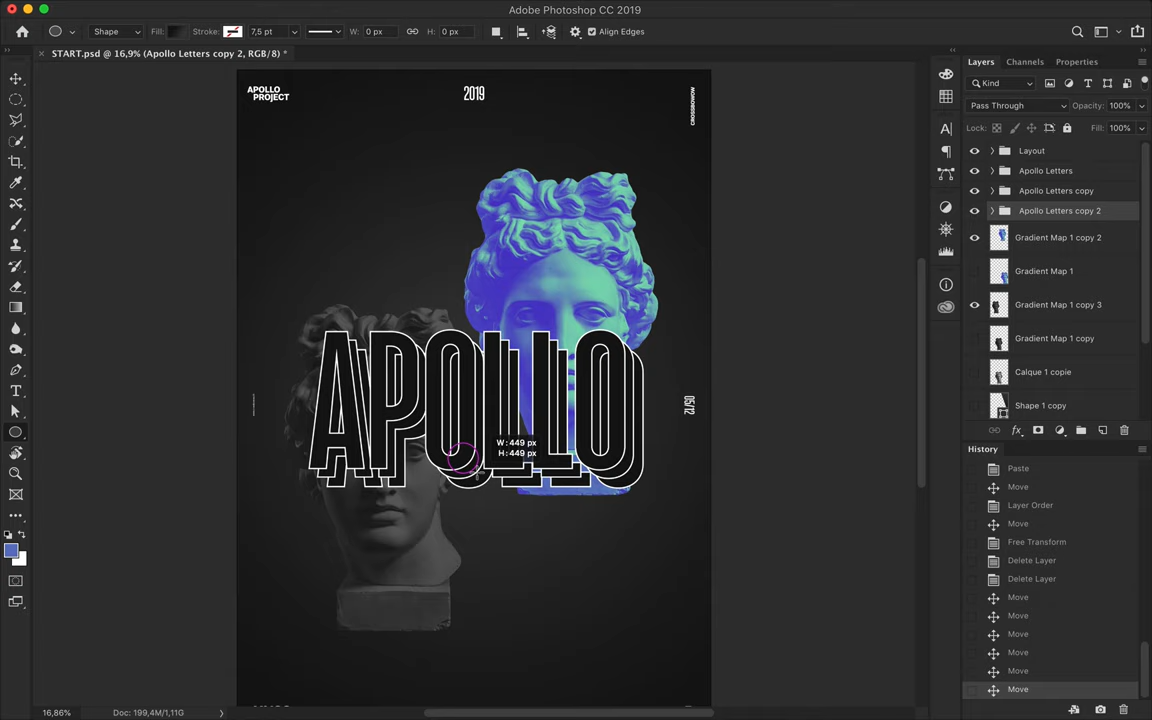 Adobe Photoshop CC 2019
Shape
Fill:
Stroke:
7,5 pt
W: 0 px
H: 0 px
Align Edges
START.psd @ 16,9% (Apollo Letters copy 2, RGB/8) *
APOLLO
PROJECT
2019
CROSSBOWOW
APOLLO
W: 449 px
H: 449 px
05/12
Layers
Channels
Properties
Kind
Pass Through
Opacity: 100%
Lock:
Fill: 100%
Layout
Apollo Letters
Apollo Letters copy
Apollo Letters copy 2
Gradient Map 1 copy 2
Gradient Map 1
Gradient Map 1 copy 3
Gradient Map 1 copy
Calque 1 copie
Shape 1 copy
History
Paste
Move
Layer Order
Move
Free Transform
Delete Layer
Delete Layer
Move
Move
Move
Move
Move
Move
16,86%
Doc: 199,4M/1,11G